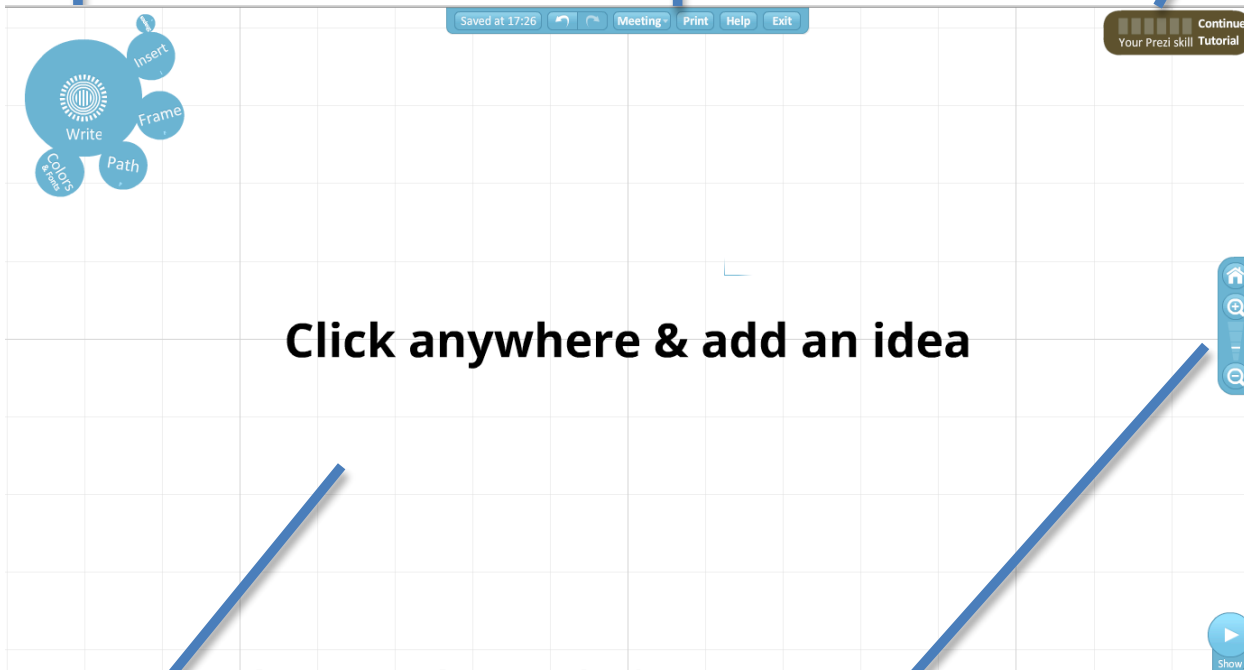 Saved at 17:26 Meeting Print Help Exit
Continue
Your Prezi skill Tutorial
Insert
Frame
Write
Path
Colors
& Fonts
Click anywhere & add an idea
Show